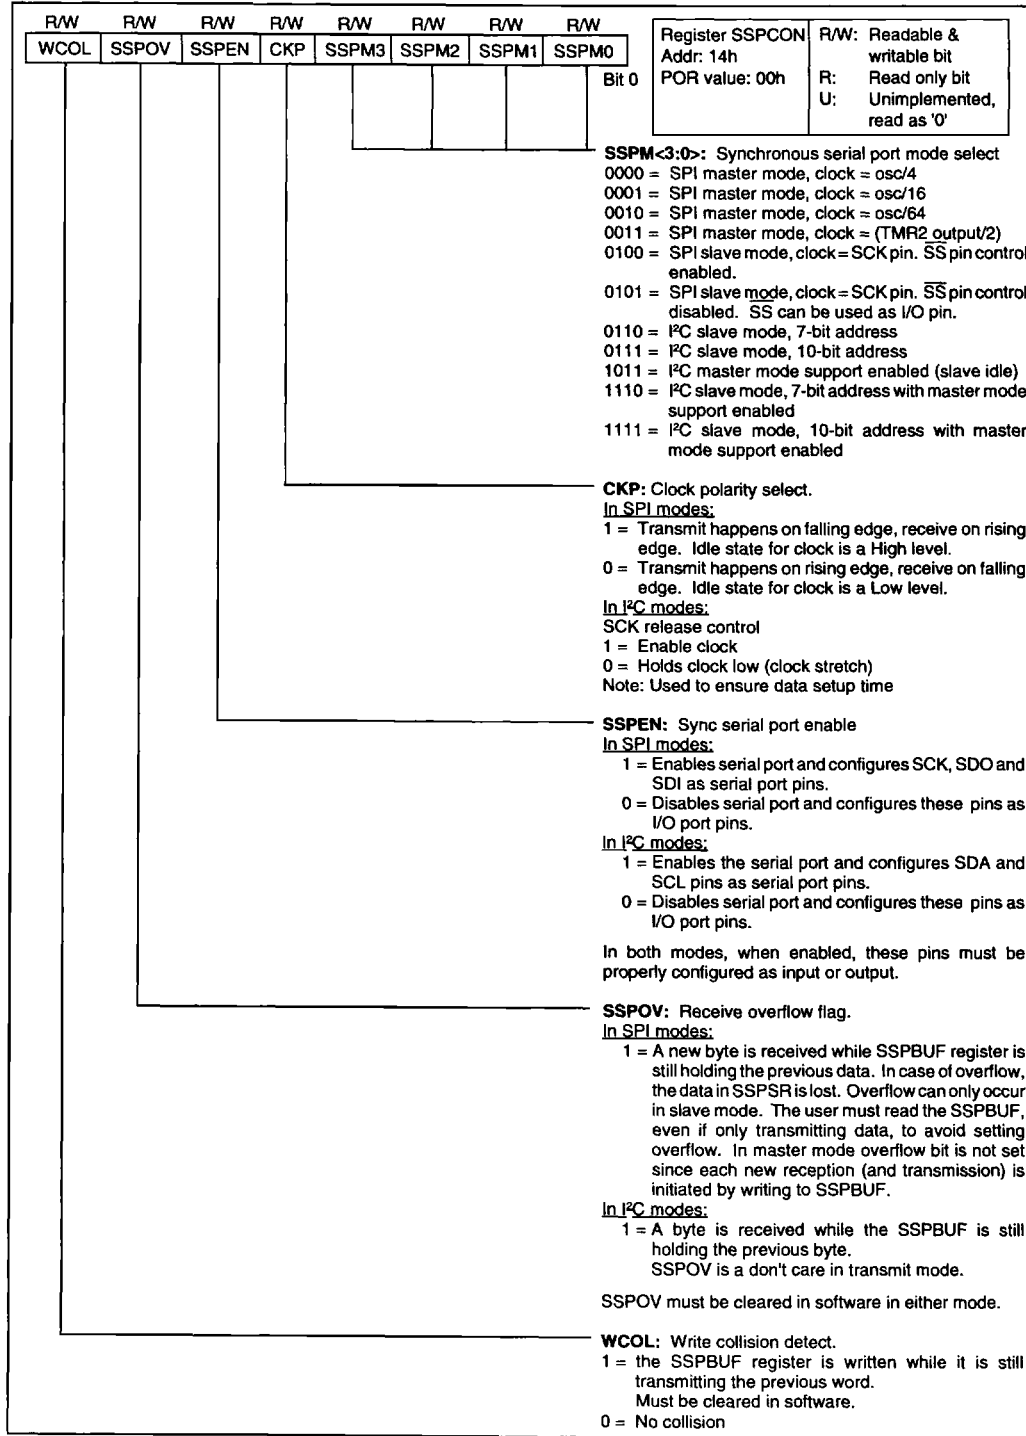 R/W R/W R/W R/W R/W R/W R/W R/W
WCOL SSPOV SSPEN CKP SSPM3 SSPM2 SSPM1 SSPM0
Bit 0
Register SSPCON
Addr: 14h
POR value: 00h
R/W: Readable &
writable bit
R: Read only bit
U: Unimplemented,
read as '0'
SSPM<3:0>: Synchronous serial port mode select
0000 = SPI master mode, clock = osc/4
0001 = SPI master mode, clock = osc/16
0010 = SPI master mode, clock = osc/64
0011 = SPI master mode, clock = (TMR2 output/2)
0100 = SPI slave mode, clock = SCK pin. S̅S̅ pin control
enabled.
0101 = SPI slave mode, clock = SCK pin. S̅S̅ pin control
disabled. S̅S̅ can be used as I/O pin.
0110 = I²C slave mode, 7-bit address
0111 = I²C slave mode, 10-bit address
1011 = I²C master mode support enabled (slave idle)
1110 = I²C slave mode, 7-bit address with master mode
support enabled
1111 = I²C slave mode, 10-bit address with master
mode support enabled
CKP: Clock polarity select.
In SPI modes:
1 = Transmit happens on falling edge, receive on rising
edge. Idle state for clock is a High level.
0 = Transmit happens on rising edge, receive on falling
edge. Idle state for clock is a Low level.
In I²C modes:
SCK release control
1 = Enable clock
0 = Holds clock low (clock stretch)
Note: Used to ensure data setup time
SSPEN: Sync serial port enable
In SPI modes:
1 = Enables serial port and configures SCK, SDO and
SDI as serial port pins.
0 = Disables serial port and configures these pins as
I/O port pins.
In I²C modes:
1 = Enables the serial port and configures SDA and
SCL pins as serial port pins.
0 = Disables serial port and configures these pins as
I/O port pins.
In both modes, when enabled, these pins must be
properly configured as input or output.
SSPOV: Receive overflow flag.
In SPI modes:
1 = A new byte is received while SSPBUF register is
still holding the previous data. In case of overflow,
the data in SSPSR is lost. Overflow can only occur
in slave mode. The user must read the SSPBUF,
even if only transmitting data, to avoid setting
overflow. In master mode overflow bit is not set
since each new reception (and transmission) is
initiated by writing to SSPBUF.
In I²C modes:
1 = A byte is received while the SSPBUF is still
holding the previous byte.
SSPOV is a don't care in transmit mode.
SSPOV must be cleared in software in either mode.
WCOL: Write collision detect.
1 = the SSPBUF register is written while it is still
transmitting the previous word.
Must be cleared in software.
0 = No collision